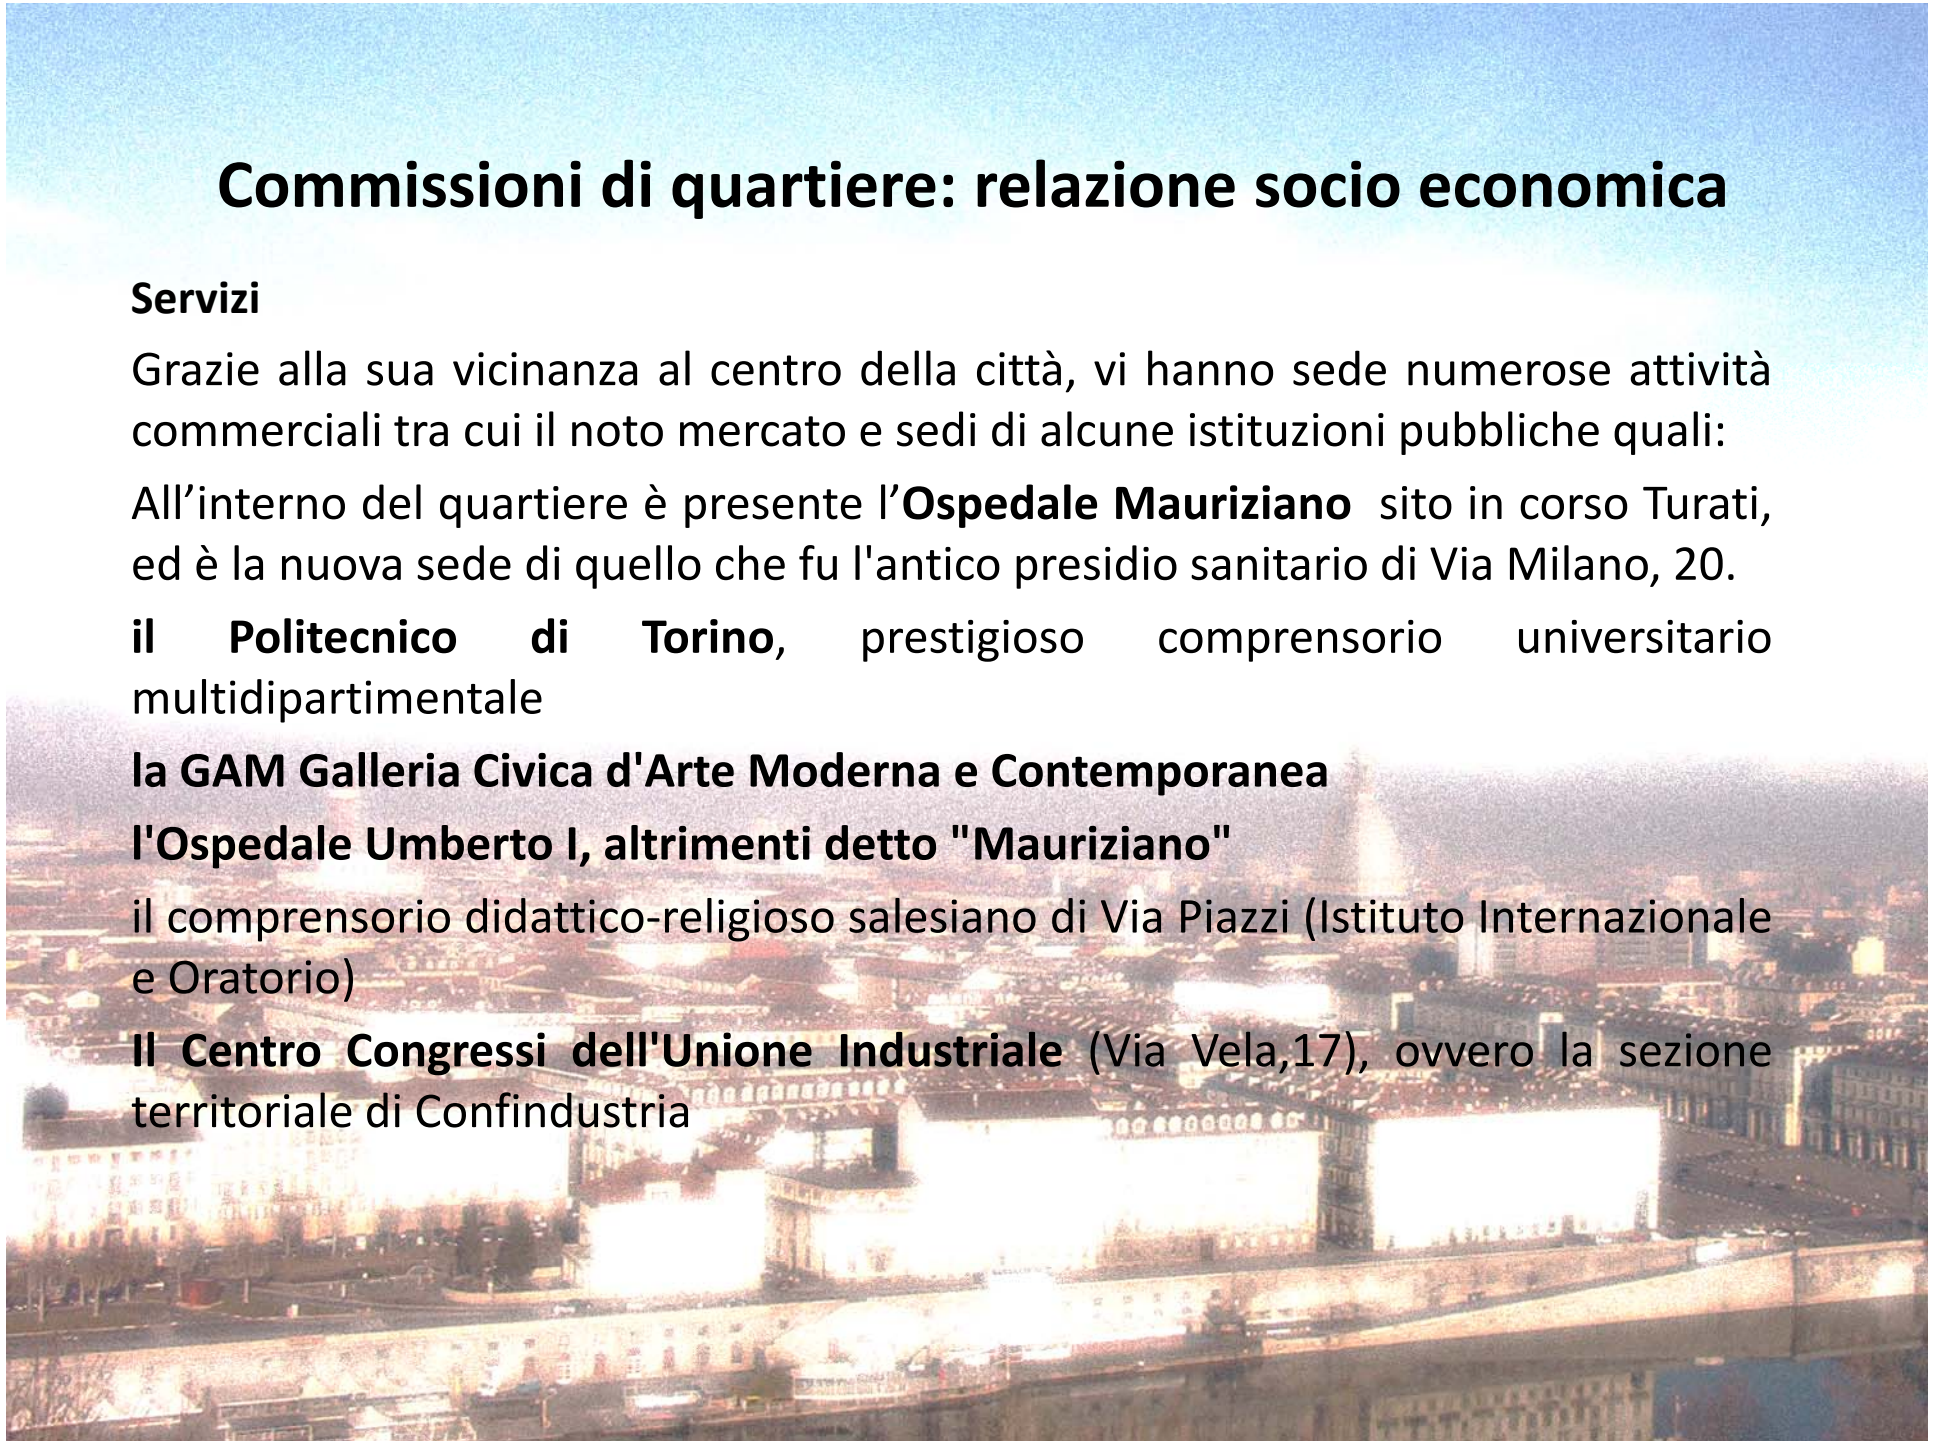 Commissioni di quartiere: relazione socio economica
Servizi
Grazie alla sua vicinanza al centro della città, vi hanno sede numerose attività
commerciali tra cui il noto mercato e sedi di alcune istituzioni pubbliche quali:
All’interno del quartiere è presente l’Ospedale Mauriziano sito in corso Turati,
ed è la nuova sede di quello che fu l'antico presidio sanitario di Via Milano, 20.
il Politecnico di Torino, prestigioso comprensorio universitario
multidipartimentale
la GAM Galleria Civica d'Arte Moderna e Contemporanea
l'Ospedale Umberto I, altrimenti detto "Mauriziano"
il comprensorio didattico-religioso salesiano di Via Piazzi (Istituto Internazionale
e Oratorio)
Il Centro Congressi dell'Unione Industriale (Via Vela,17), ovvero la sezione
territoriale di Confindustria